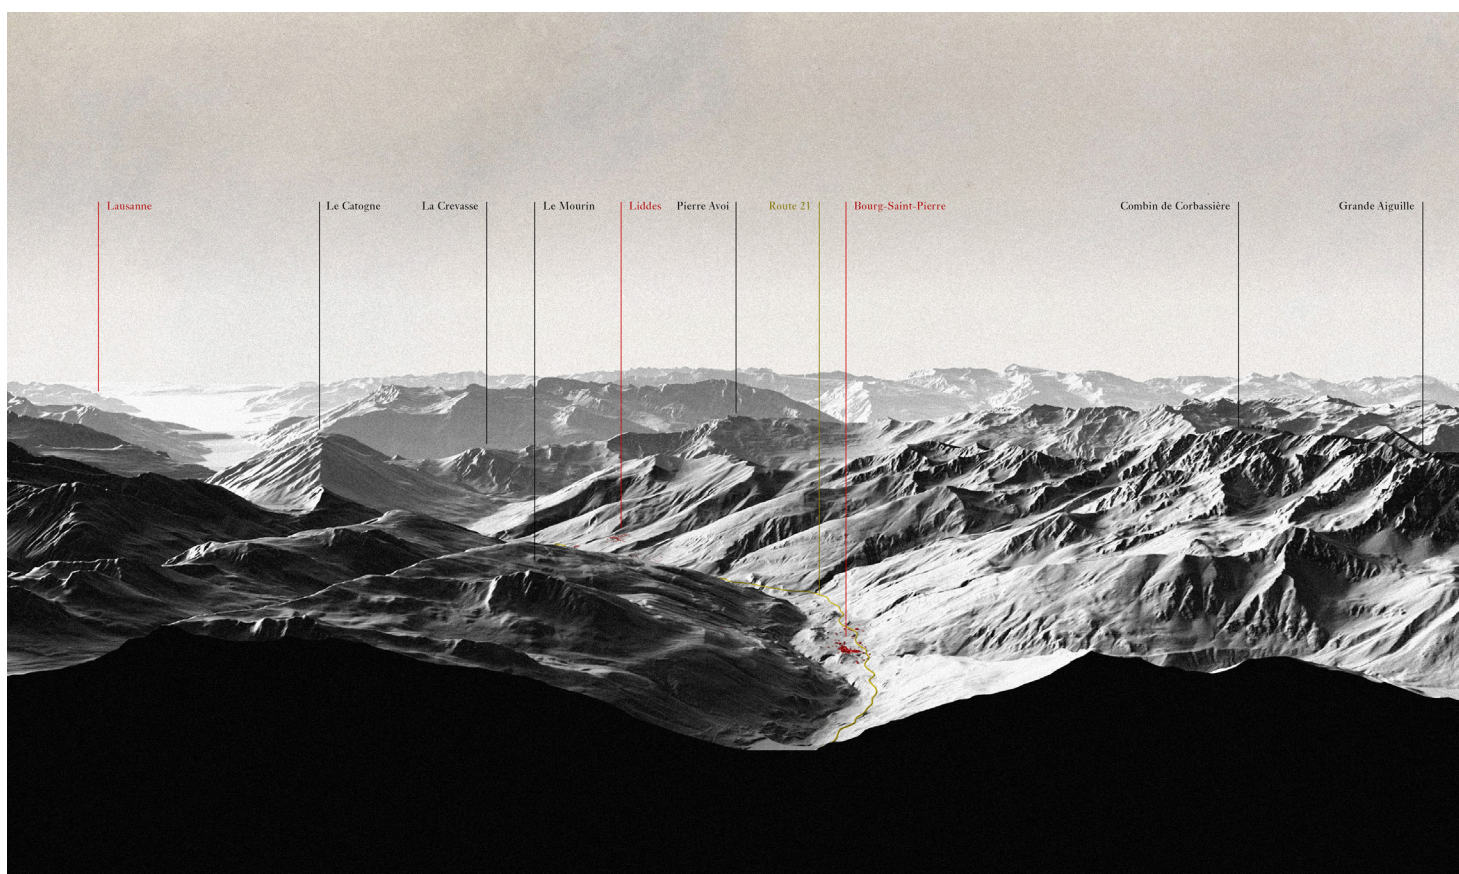 Lausanne
Le Catogne
La Crevasse
Le Mourin
Liddes
Pierre Avoi
Route 21
Bourg-Saint-Pierre
Combin de Corbassière
Grande Aiguille